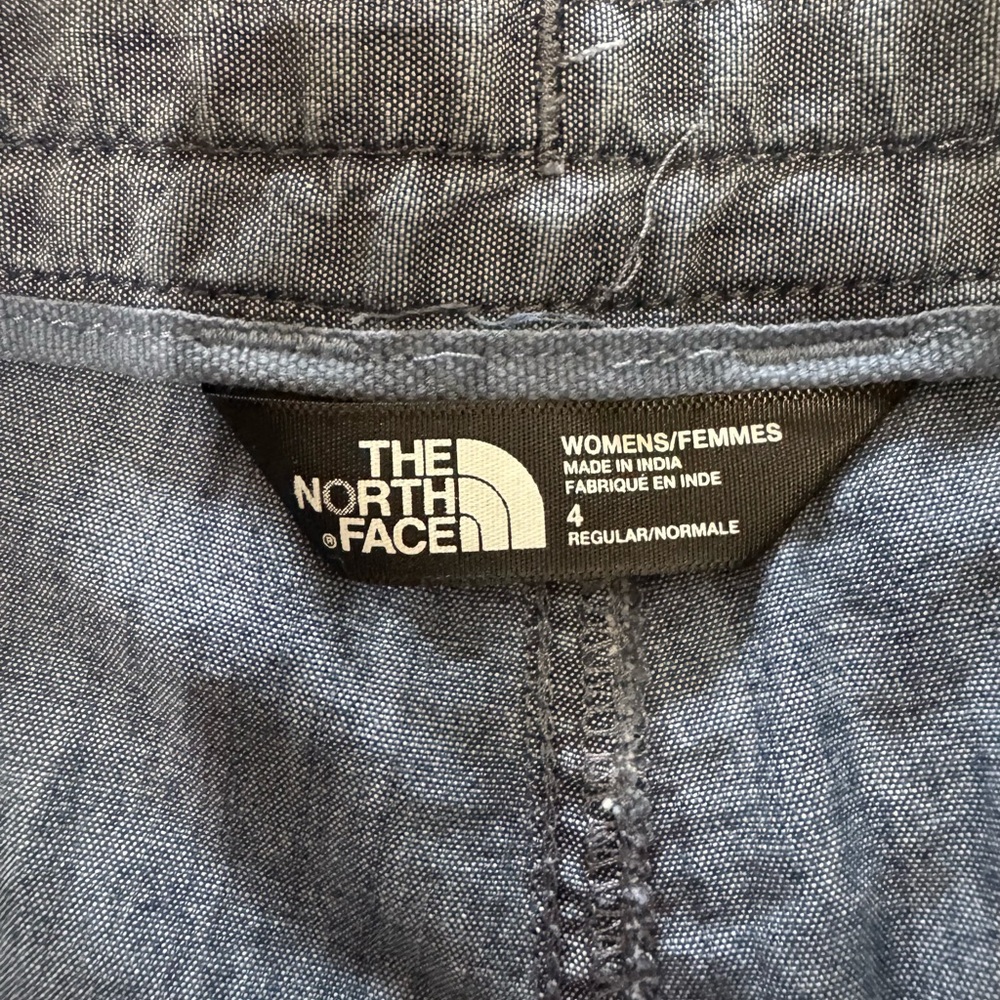 THE
NORTH
® FACE
WOMENS/FEMMES
MADE IN INDIA
FABRIQUÉ EN INDE
4
REGULAR/NORMALE